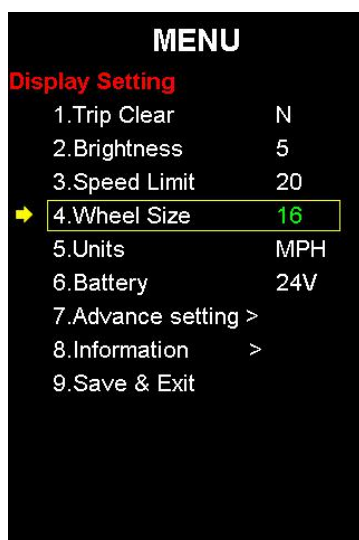 MENU
Display Setting
1.Trip Clear N
2.Brightness 5
3.Speed Limit 20
4.Wheel Size 16
5.Units MPH
6.Battery 24V
7.Advance setting >
8.Information >
9.Save & Exit